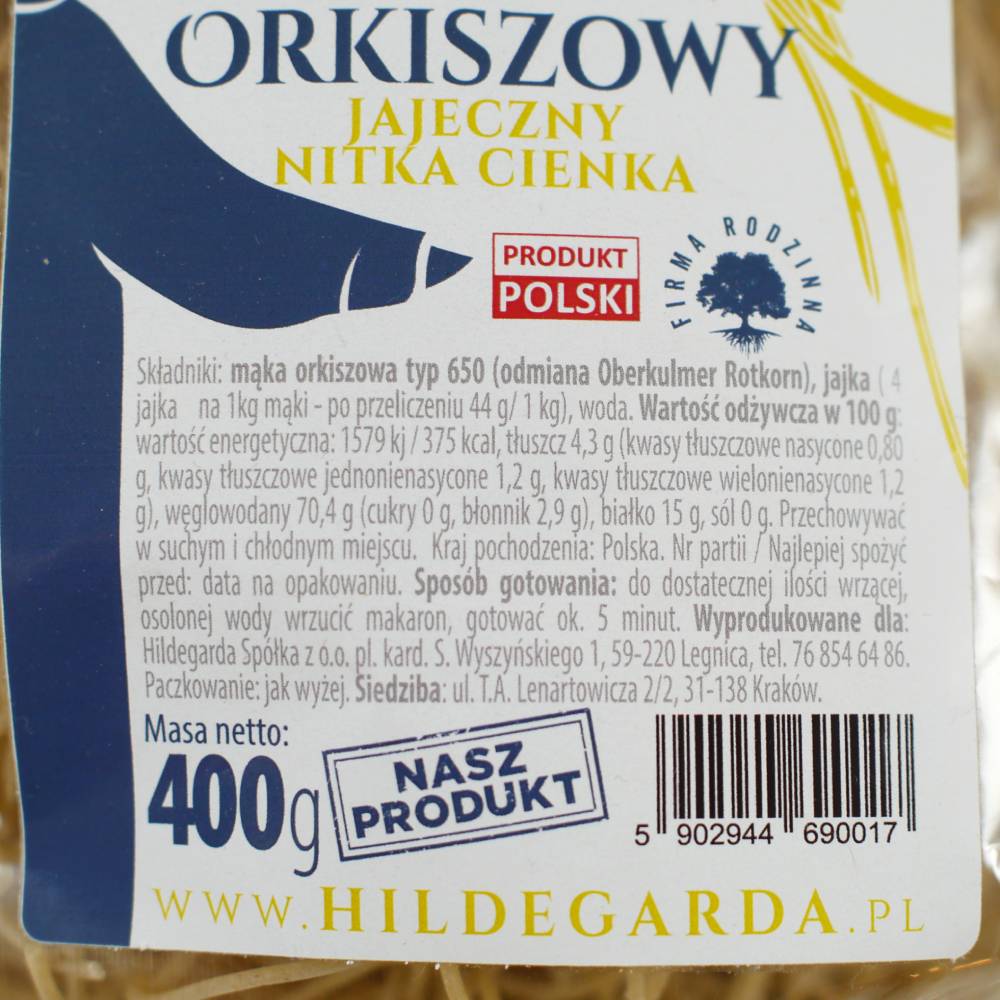 ORKISZOWY
JAJECZNY
NITKA CIENKA
PRODUKT
POLSKI
FIRMA RODZINNA
Składniki: mąka orkiszowa typ 650 (odmiana Oberkulmer Rotkorn), jajka ( 4
jajka na 1kg mąki - po przeliczeniu 44 g/ 1 kg), woda. Wartość odżywcza w 100 g:
wartość energetyczna: 1579 kj / 375 kcal, tłuszcz 4,3 g (kwasy tłuszczowe nasycone 0,80
g, kwasy tłuszczowe jednonienasycone 1,2 g, kwasy tłuszczowe wielonienasycone 1,2
g), węglowodany 70,4 g (cukry 0 g, błonnik 2,9 g), białko 15 g, sól 0 g. Przechowywać
w suchym i chłodnym miejscu. Kraj pochodzenia: Polska. Nr partii / Najlepiej spożyć
przed: data na opakowaniu. Sposób gotowania: do dostatecznej ilości wrzącej,
osolonej wody wrzucić makaron, gotować ok. 5 minut. Wyprodukowane dla:
Hildegarda Spółka z o.o. pl. kard. S. Wyszyńskiego 1, 59-220 Legnica, tel. 76 854 64 86.
Paczkowanie: jak wyżej. Siedziba: ul. T.A. Lenartowicza 2/2, 31-138 Kraków.
Masa netto:
400g
NASZ
PRODUKT
5 902944 690017
WWW.HILDEGARDA.PL